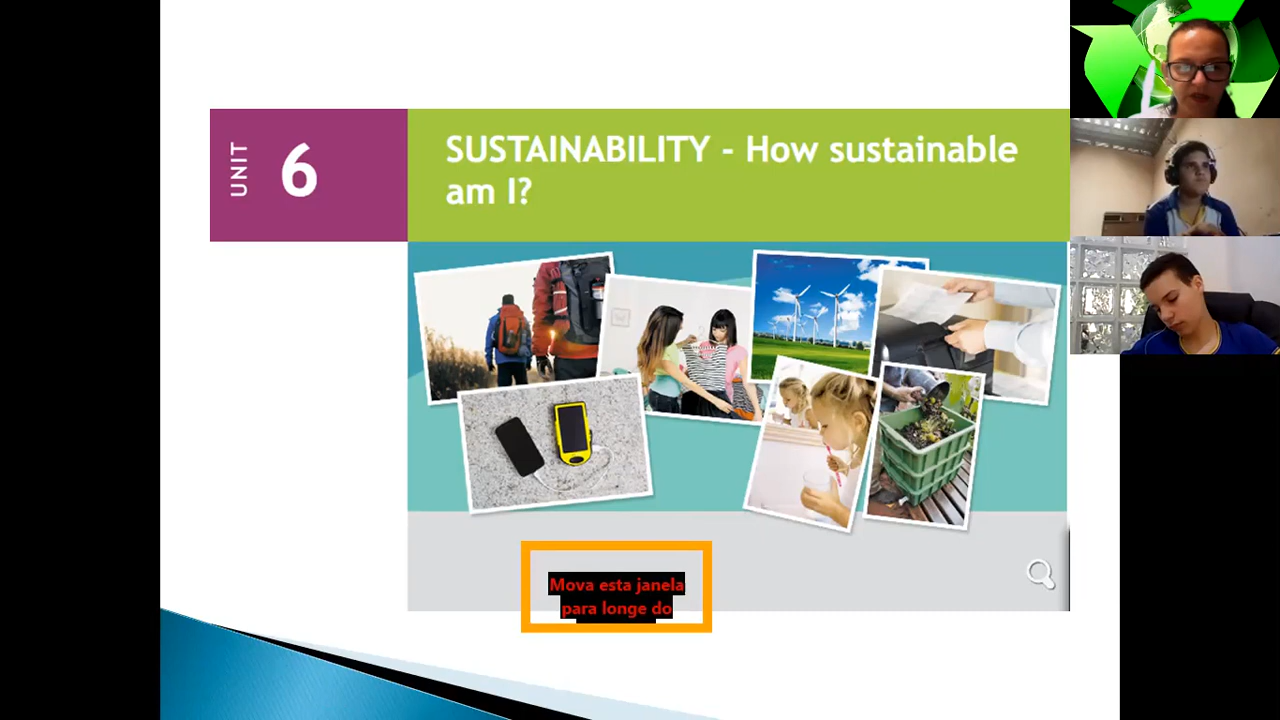 UNIT
6
SUSTAINABILITY - How sustainable
am I?
Mova esta janela
para longe do